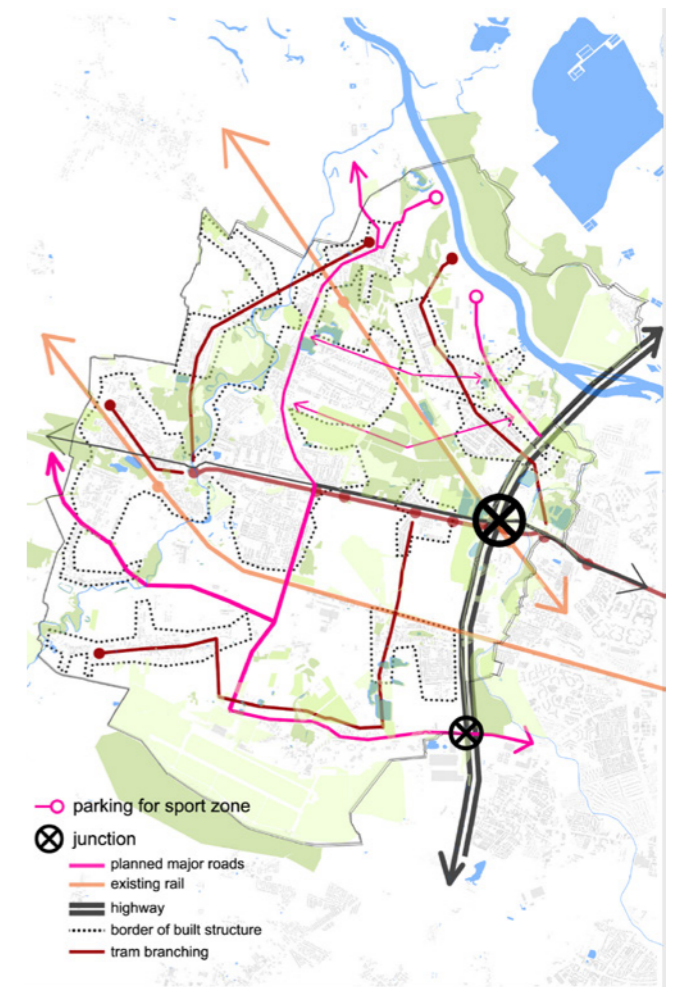 parking for sport zone
junction
planned major roads
existing rail
highway
border of built structure
tram branching